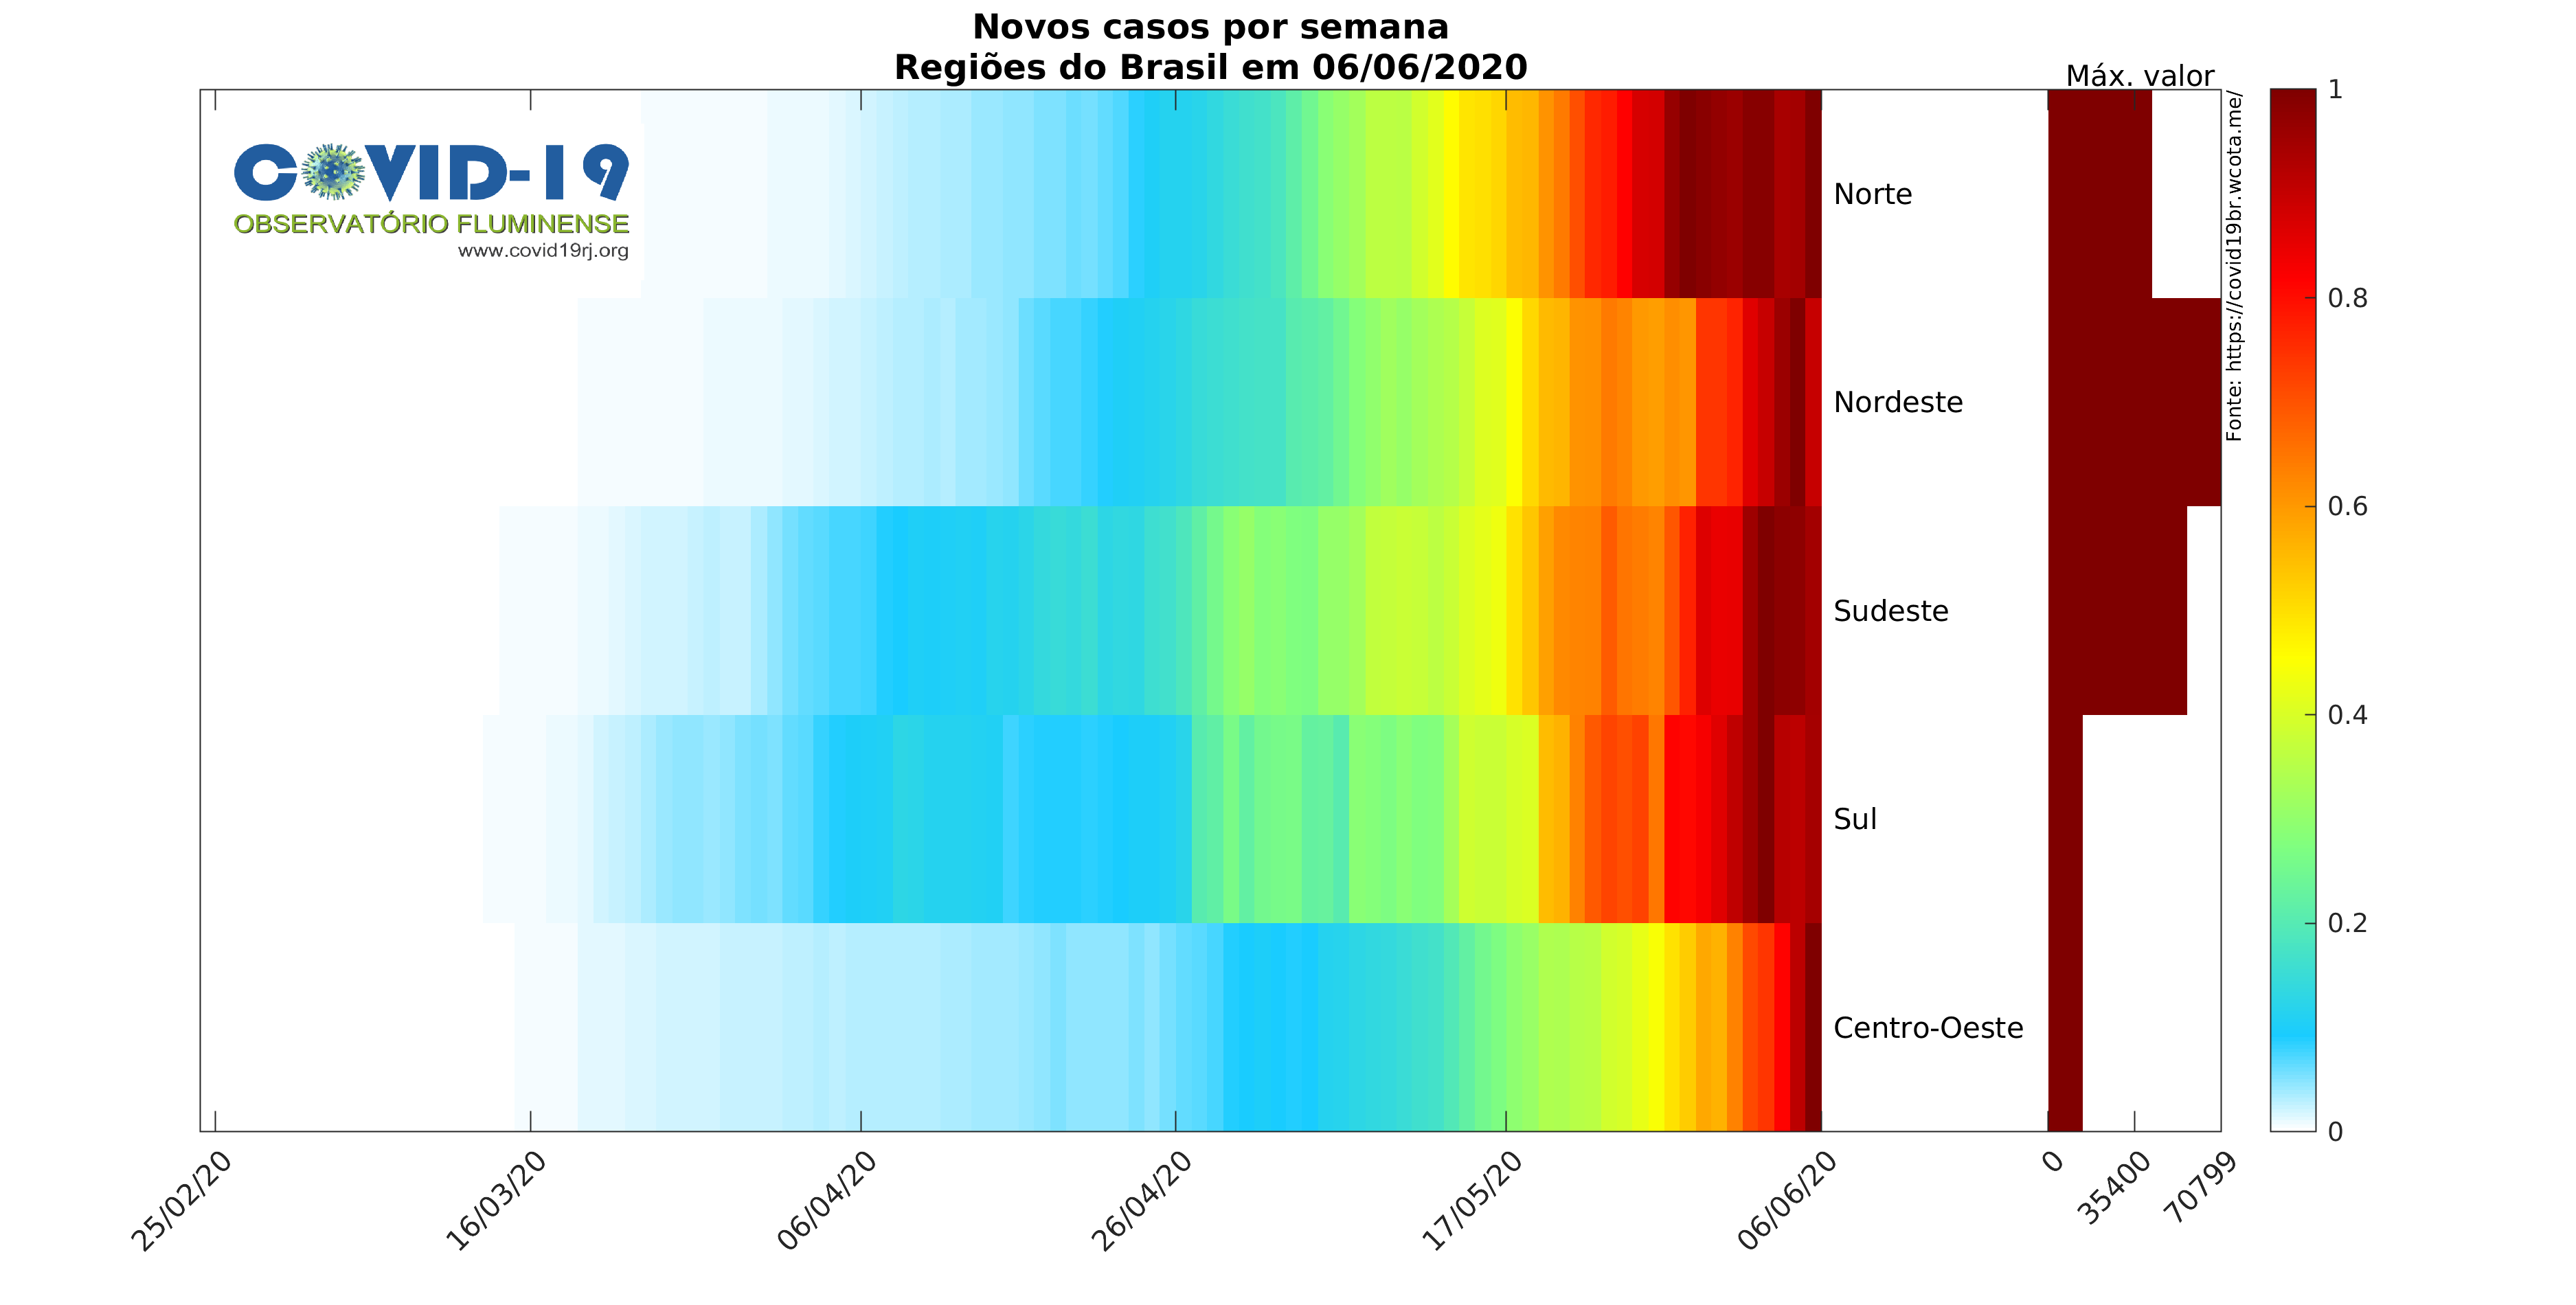 Novos casos por semana
Regiões do Brasil em 06/06/2020
Máx. valor
COVID-19
OBSERVATÓRIO FLUMINENSE
www.covid19rj.org
Norte
Nordeste
Sudeste
Sul
Centro-Oeste
Fonte: https://covid19br.wcota.me/
1
0.8
0.6
0.4
0.2
0
25/02/20
16/03/20
06/04/20
26/04/20
17/05/20
06/06/20
0
35400
70799